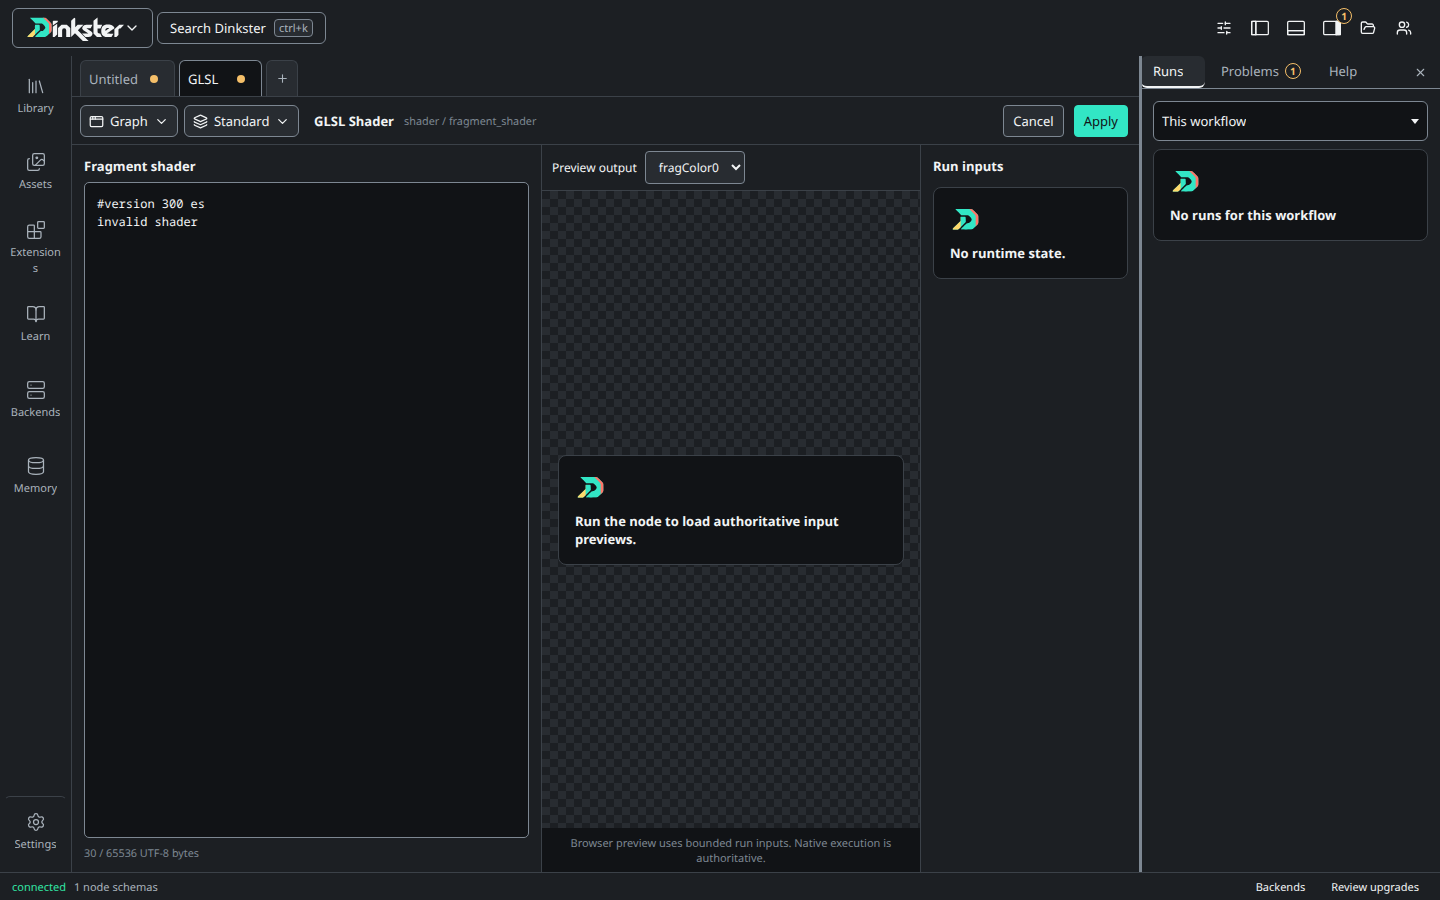 Dinkster
Search Dinkster ctrl+k
1
Library
Assets
Extension
s
Learn
Backends
Memory
Settings
Untitled
GLSL
+
Graph
Standard
GLSL Shader shader / fragment_shader
Cancel
Apply
Fragment shader
#version 300 es
invalid shader
30 / 65536 UTF-8 bytes
Preview output fragColor0
Run the node to load authoritative input
previews.
Browser preview uses bounded run inputs. Native execution is
authoritative.
Run inputs
No runtime state.
Runs
Problems 1
Help
This workflow
No runs for this workflow
connected 1 node schemas
Backends
Review upgrades